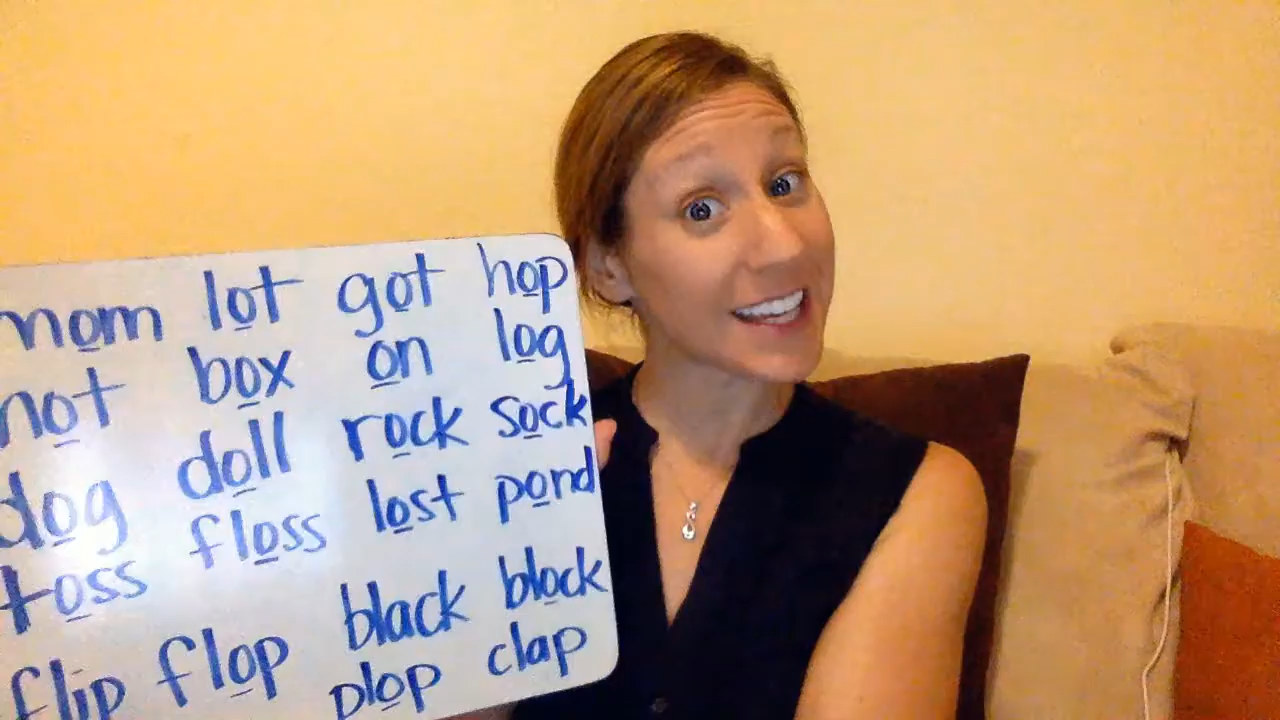 mom lot got hop
not box on log
dog doll rock sock
toss floss lost pond
flip flop black block
plop clap